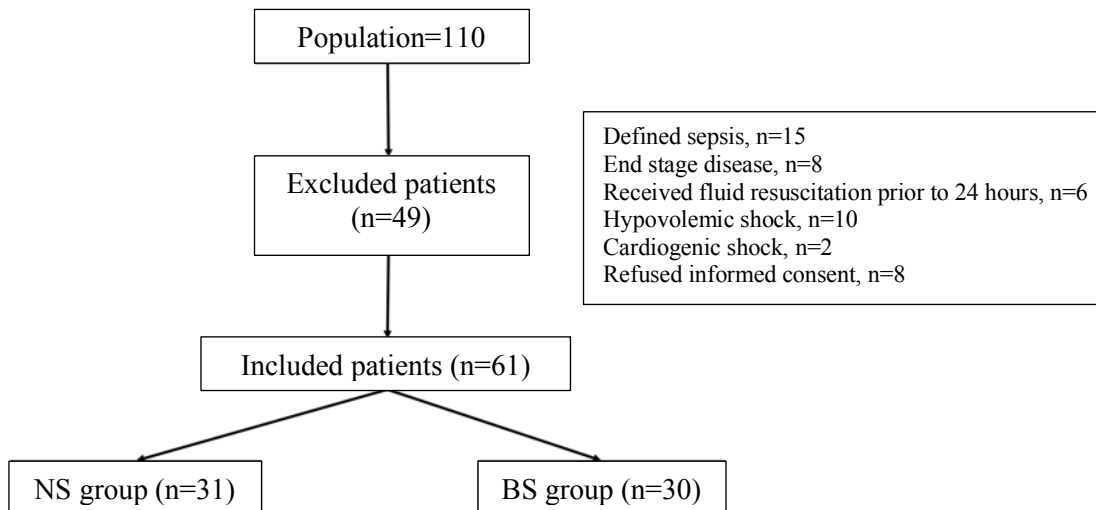 Population=110
Excluded patients
(n=49)
Defined sepsis, n=15
End stage disease, n=8
Received fluid resuscitation prior to 24 hours, n=6
Hypovolemic shock, n=10
Cardiogenic shock, n=2
Refused informed consent, n=8
Included patients (n=61)
NS group (n=31)
BS group (n=30)